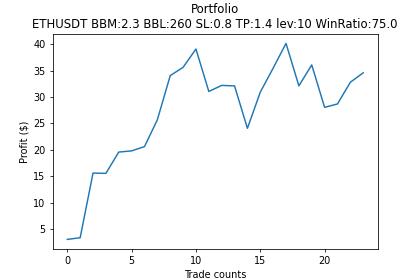 Portfolio
ETHUSDT BBM:2.3 BBL:260 SL:0.8 TP:1.4 lev:10 WinRatio:75.0
40
35
30
25
20
15
10
5
Profit ($)
0 5 10 15 20
Trade counts